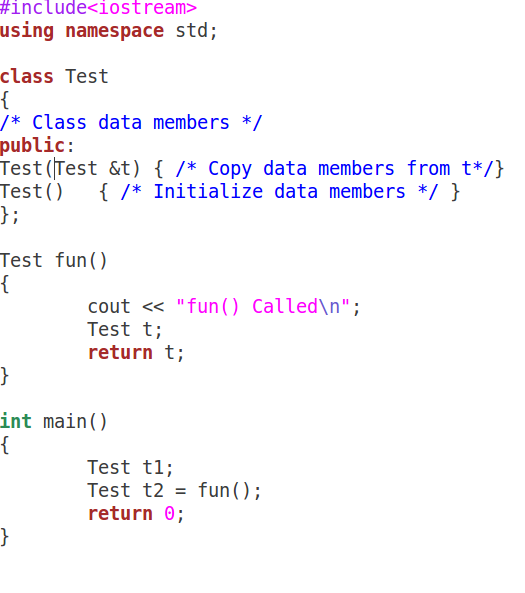 #include<iostream>
using namespace std;
class Test
{
/* Class data members */
public:
Test(Test &t) { /* Copy data members from t*/}
Test()   { /* Initialize data members */ }
};
Test fun()
{
cout << "fun() Called\n";
Test t;
return t;
}
int main()
{
Test t1;
Test t2 = fun();
return 0;
}